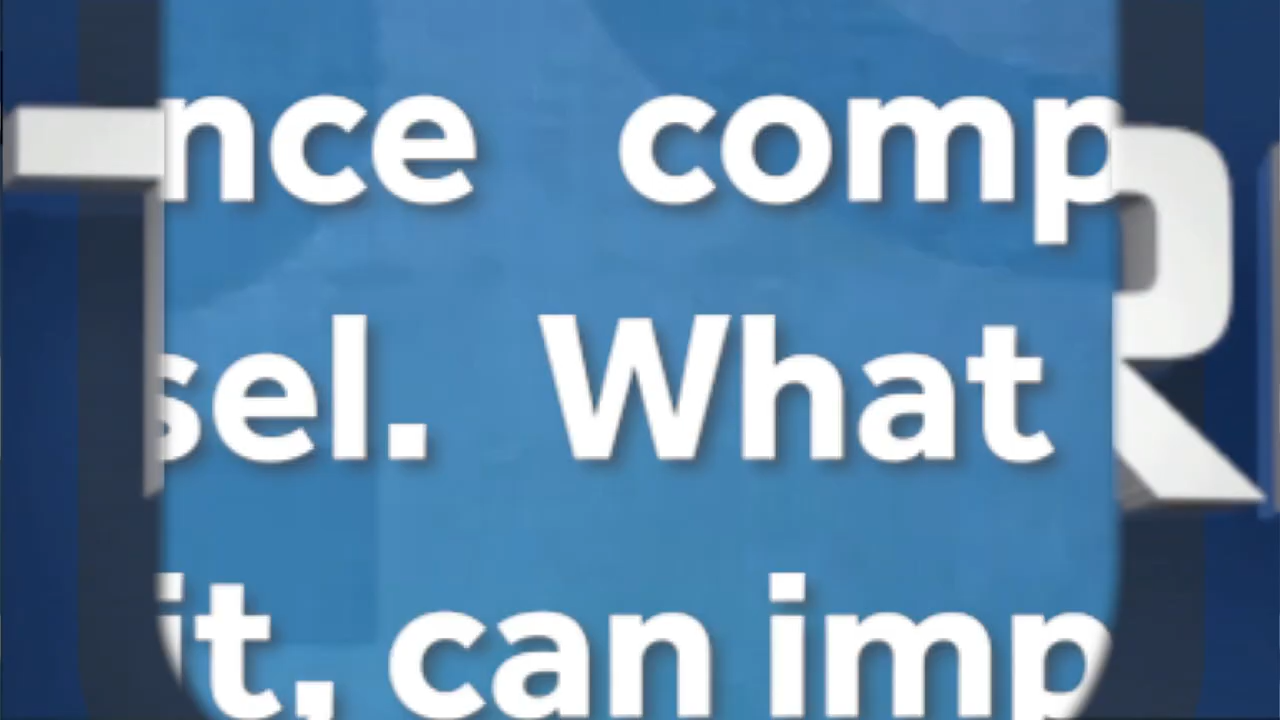 nce comp
sel. What
it, can imp